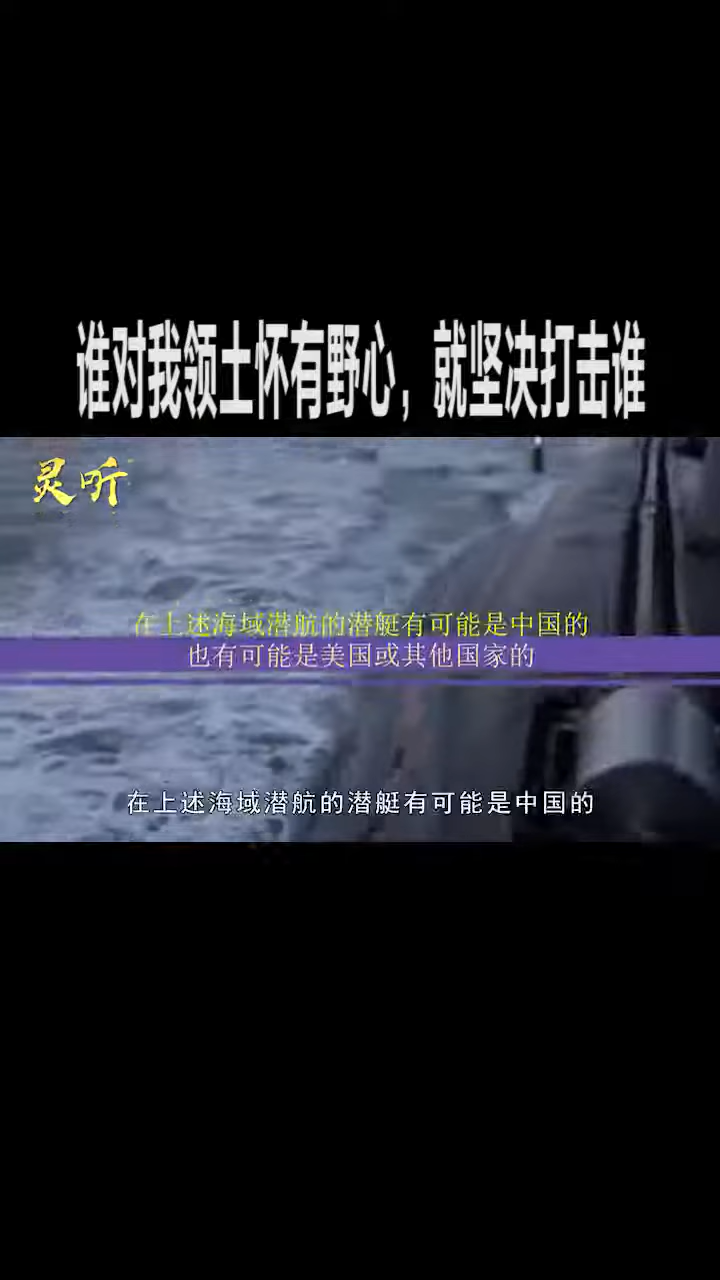 谁对我领土怀有野心，就坚决打击谁
灵听
在上述海域潜航的潜艇有可能是中国的
也有可能是美国或其他国家的
在上述海域潜航的潜艇有可能是中国的